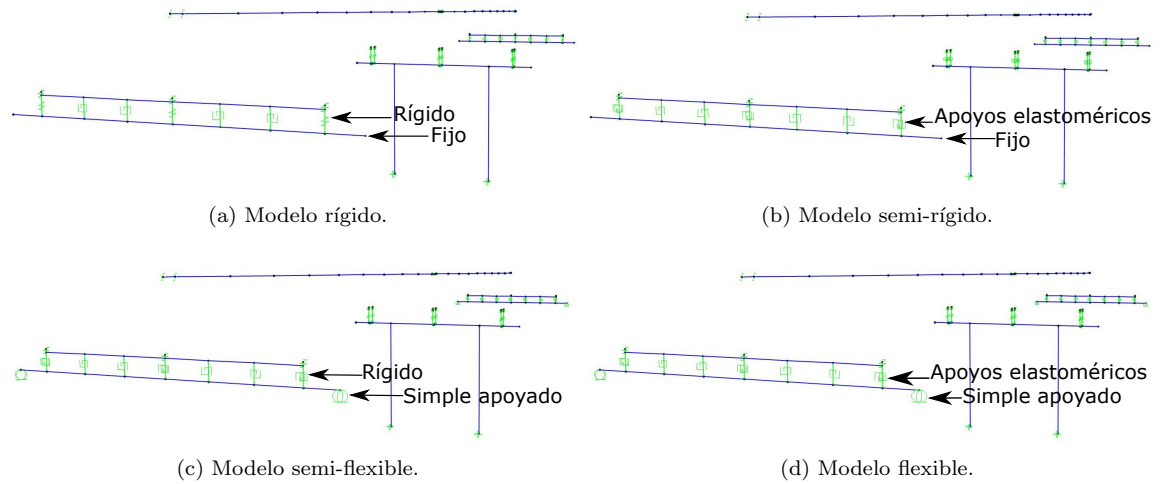 Rígido
Fijo
(a) Modelo rígido.
Apoyos elastoméricos
Fijo
(b) Modelo semi-rígido.
Rígido
Simple apoyado
(c) Modelo semi-flexible.
Apoyos elastoméricos
Simple apoyado
(d) Modelo flexible.